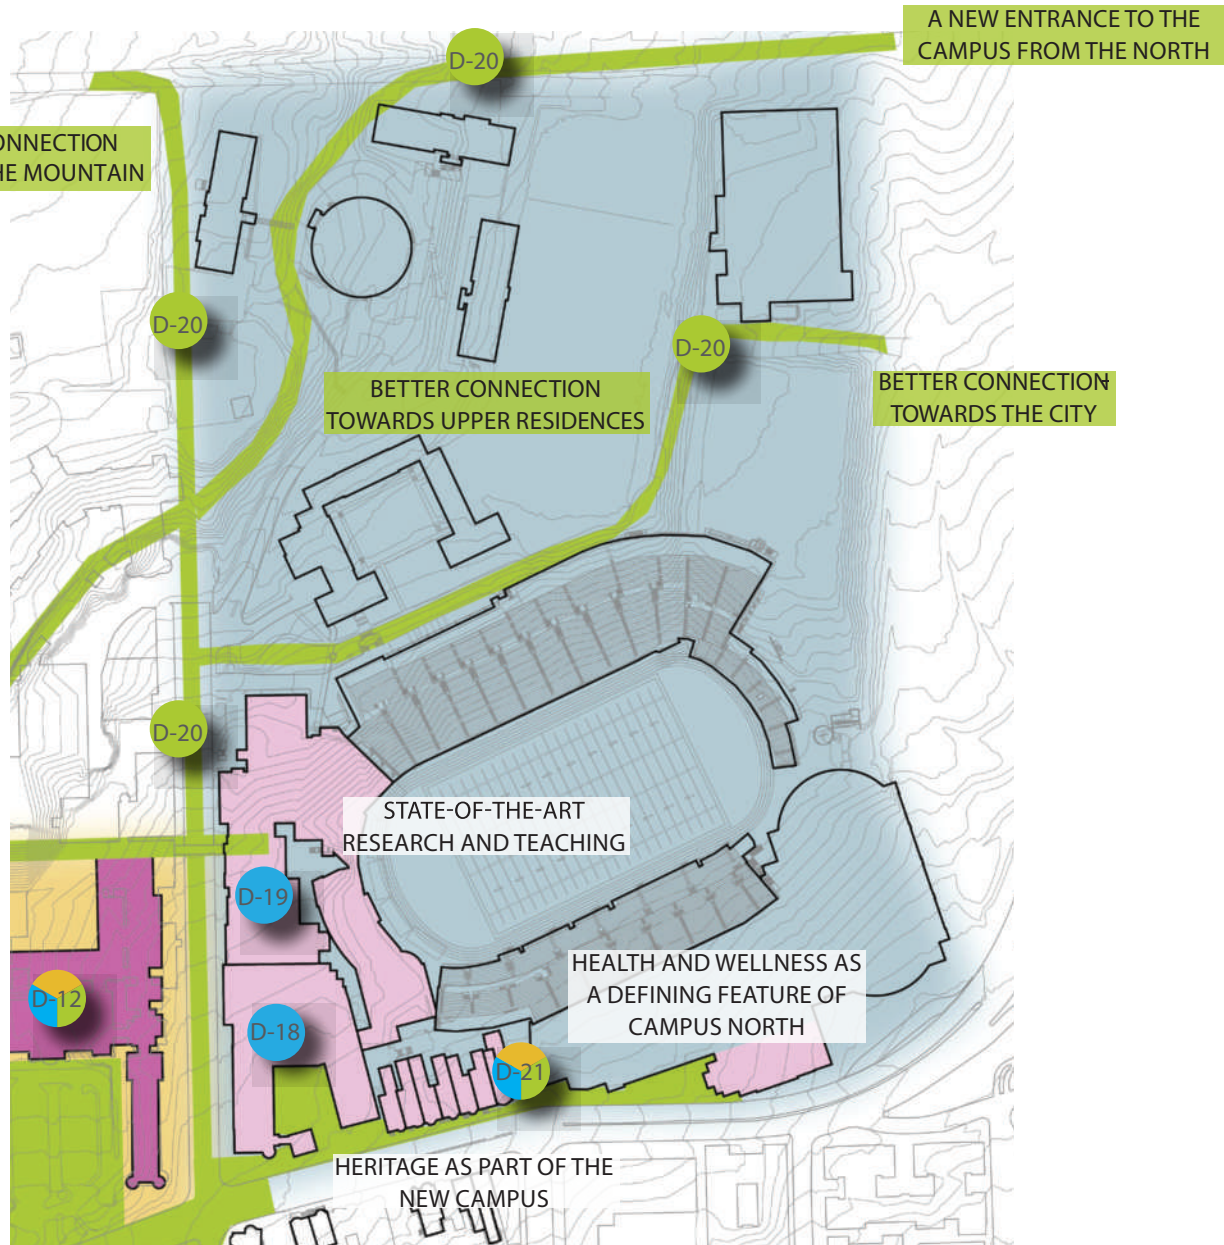 A NEW ENTRANCE TO THE
CAMPUS FROM THE NORTH
D-20
ONNECTION
HE MOUNTAIN
D-20
D-20
BETTER CONNECTION
TOWARDS UPPER RESIDENCES
BETTER CONNECTION
TOWARDS THE CITY
D-20
STATE-OF-THE-ART
RESEARCH AND TEACHING
D-19
HEALTH AND WELLNESS AS
A DEFINING FEATURE OF
CAMPUS NORTH
D-12
D-18
D-21
HERITAGE AS PART OF THE
NEW CAMPUS